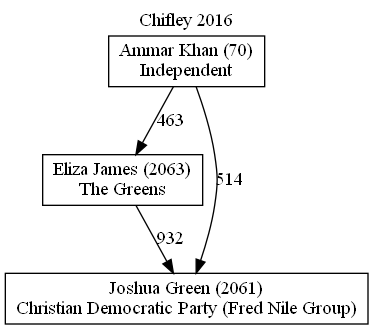 Chifley 2016
Ammar Khan (70)
Independent
463
Eliza James (2063)
The Greens
514
932
Joshua Green (2061)
Christian Democratic Party (Fred Nile Group)